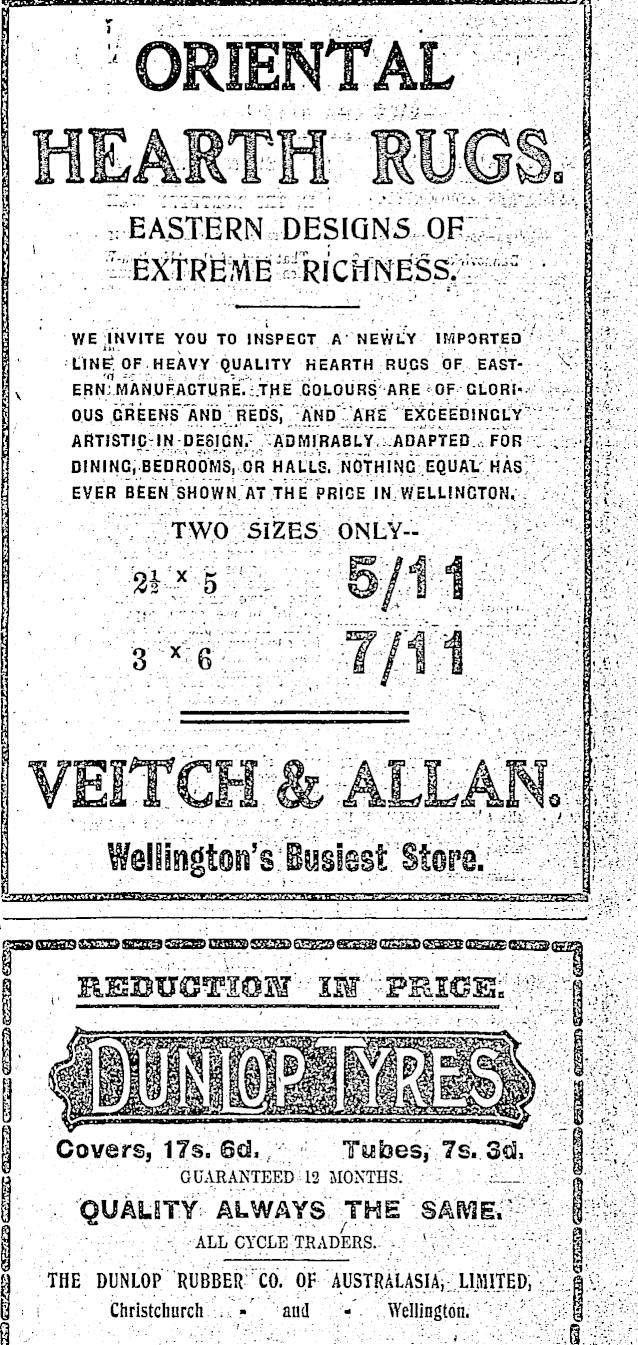 ORIENTAL
HEARTH RUGS.
EASTERN DESIGNS OF
EXTREME RICHNESS.
WE INVITE YOU TO INSPECT A NEWLY IMPORTED
LINE OF HEAVY QUALITY HEARTH RUGS OF EAST-
ERN MANUFACTURE. THE COLOURS ARE OF GLORI-
OUS GREENS AND REDS, AND ARE EXCEEDINGLY
ARTISTIC IN DESIGN. ADMIRABLY ADAPTED FOR
DINING, BEDROOMS, OR HALLS. NOTHING EQUAL HAS
EVER BEEN SHOWN AT THE PRICE IN WELLINGTON.
TWO SIZES ONLY--
2½ x 5 5/11
3 x 6 7/11
VEITCH & ALLAN.
Wellington's Busiest Store.
REDUCTION IN PRICE.
DUNLOP TYRES
Covers, 17s. 6d. Tubes, 7s. 3d.
GUARANTEED 12 MONTHS.
QUALITY ALWAYS THE SAME.
ALL CYCLE TRADERS.
THE DUNLOP RUBBER CO. OF AUSTRALASIA, LIMITED,
Christchurch - and - Wellington.